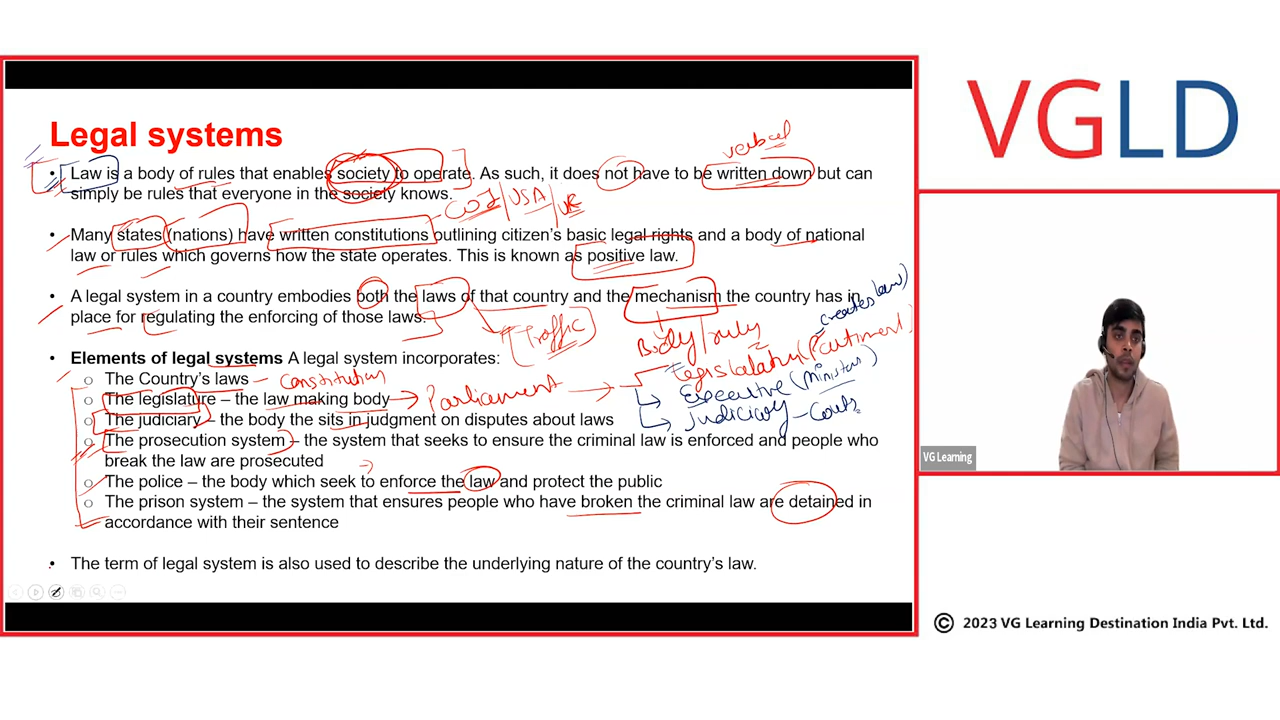 VGLD
Legal systems
verbal
• Law is a body of rules that enables society to operate. As such, it does not have to be written down but can
simply be rules that everyone in the society knows.
COI/USA/UK
• Many states (nations) have written constitutions outlining citizen's basic legal rights and a body of national
law or rules which governs how the state operates. This is known as positive law.
• A legal system in a country embodies both the laws of that country and the mechanism the country has in
place for regulating the enforcing of those laws.
(creates law)
Traffic
Body/rules
• Elements of legal systems A legal system incorporates:
○ The Country's laws – Constitution
○ The legislature – the law making body → Parliament →
Executive (Ministers)
Judiciary – Courts
○ The judiciary – the body the sits in judgment on disputes about laws
○ The prosecution system – the system that seeks to ensure the criminal law is enforced and people who
break the law are prosecuted
○ The police – the body which seek to enforce the law and protect the public
○ The prison system – the system that ensures people who have broken the criminal law are detained in
accordance with their sentence
• The term of legal system is also used to describe the underlying nature of the country's law.
VG Learning
© 2023 VG Learning Destination India Pvt. Ltd.